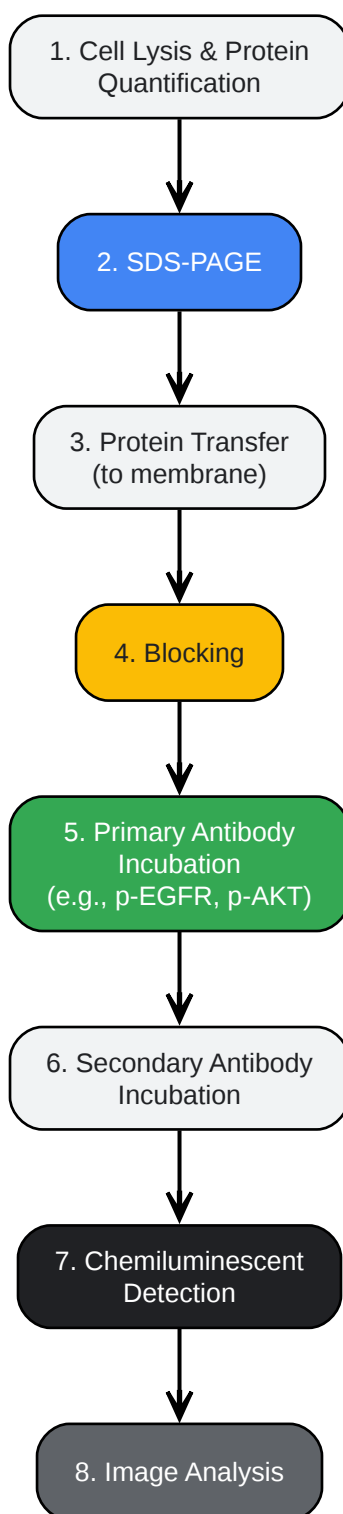 1. Cell Lysis & Protein
Quantification
2. SDS-PAGE
3. Protein Transfer
(to membrane)
4. Blocking
5. Primary Antibody
Incubation
(e.g., p-EGFR, p-AKT)
6. Secondary Antibody
Incubation
7. Chemiluminescent
Detection
8. Image Analysis